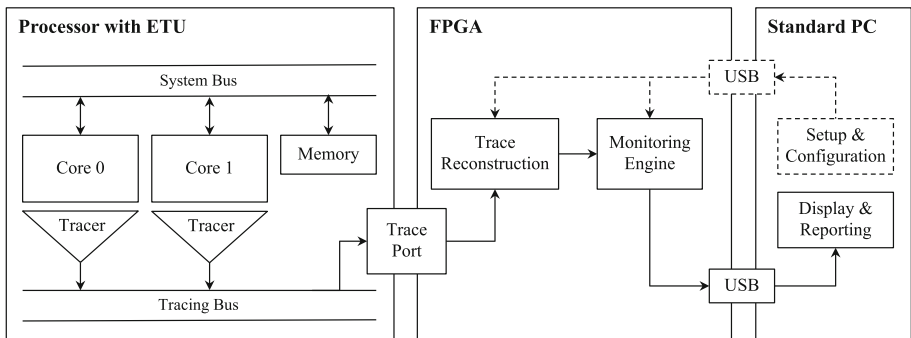 Processor with ETU
System Bus
Core 0
Core 1
Memory
Tracer
Tracer
Tracing Bus
Trace
Port
FPGA
Trace
Reconstruction
Monitoring
Engine
USB
USB
Standard PC
Setup &
Configuration
Display &
Reporting